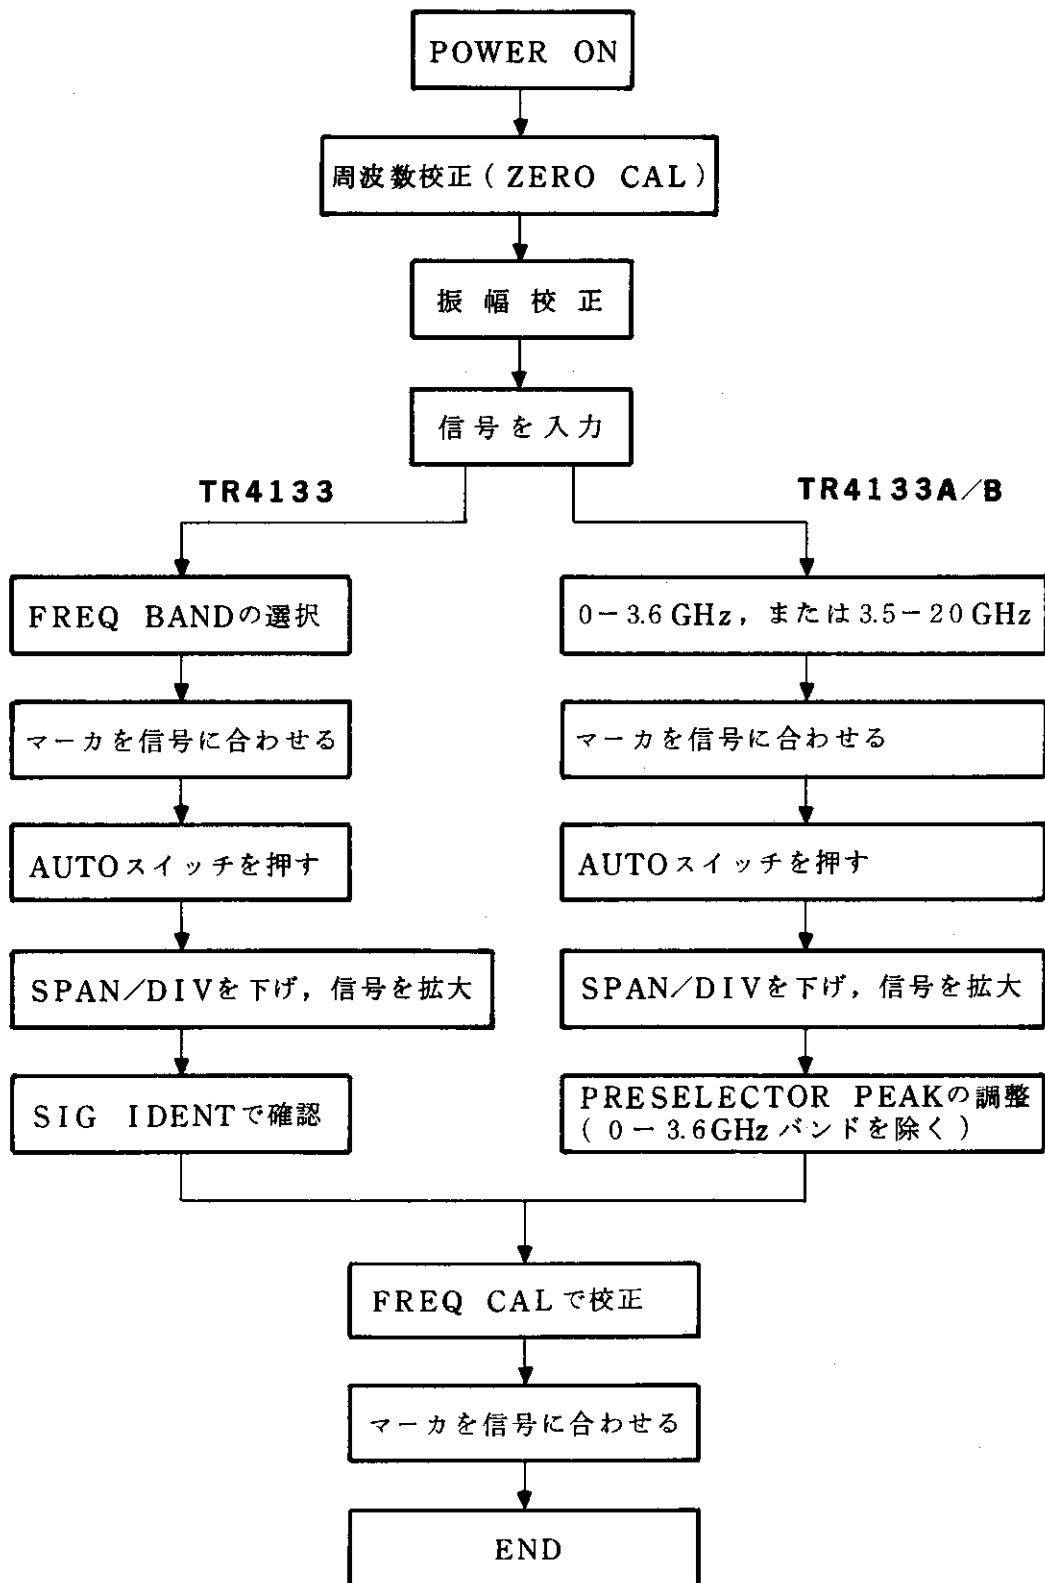 POWER ON
周波数校正(ZERO CAL)
振幅校正
信号を入力
TR4133
FREQ BANDの選択
マーカを信号に合わせる
AUTOスイッチを押す
SPAN/DIVを下げ,信号を拡大
SIG IDENTで確認
TR4133A/B
0-3.6GHz,または3.5-20GHz
マーカを信号に合わせる
AUTOスイッチを押す
SPAN/DIVを下げ,信号を拡大
PRESELECTOR PEAKの調整
(0-3.6GHzバンドを除く)
FREQ CALで校正
マーカを信号に合わせる
END